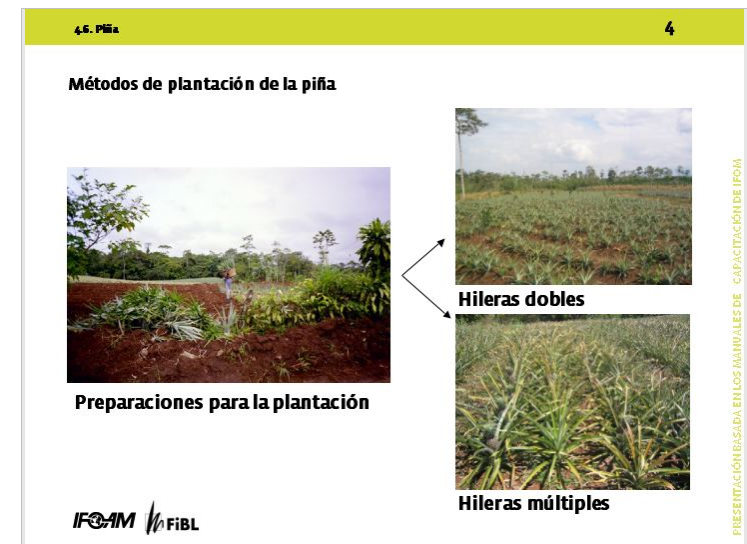 4.6. Piña
4
Métodos de plantación de la piña
Hileras dobles
Preparaciones para la plantación
Hileras múltiples
IFOAM FiBL
PRESENTACIÓN BASADA EN LOS MANUALES DE CAPACITACIÓN DE IFOM